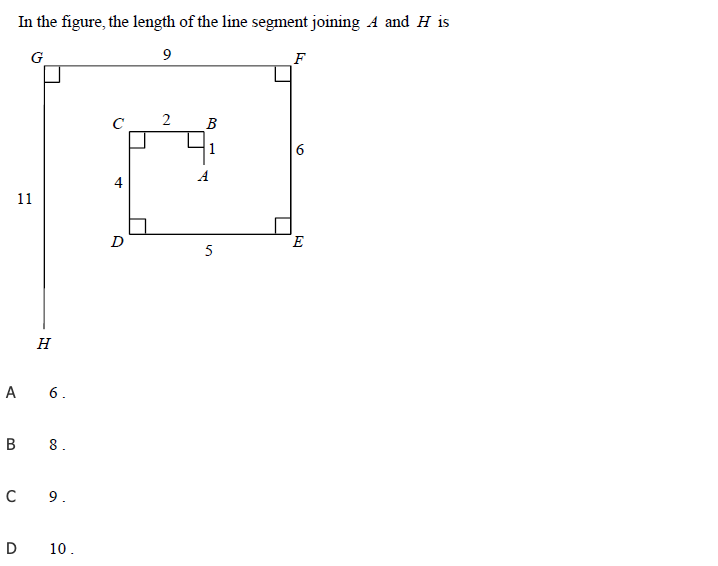 In the figure, the length of the line segment joining A and H is
G 9 F
C 2 B
1 6
4 A
11
D 5 E
H
A 6 .
B 8 .
C 9 .
D 10 .